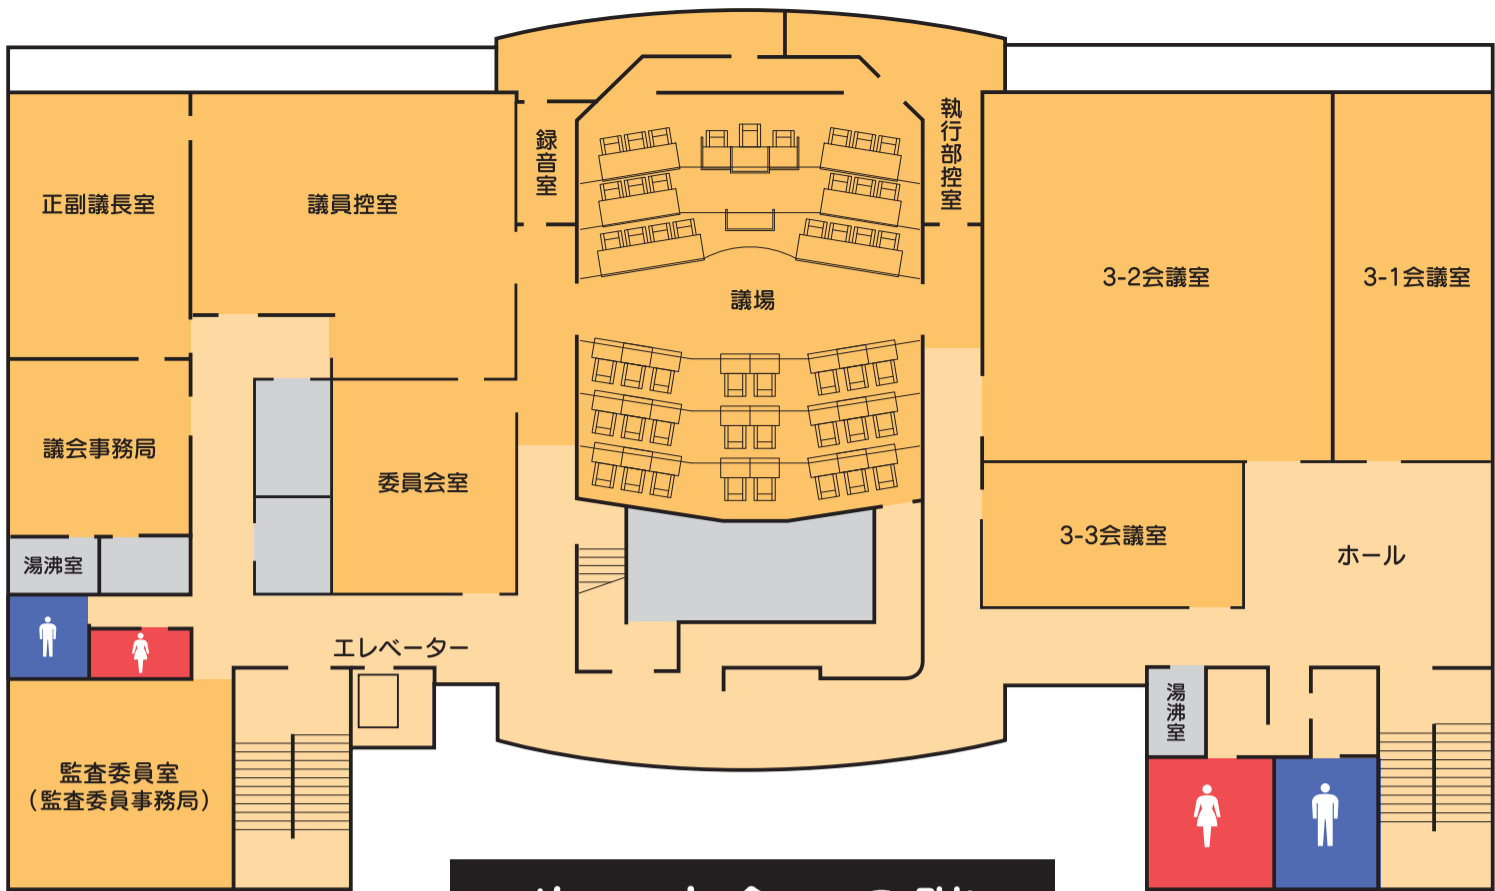 録音室
執行部控室
正副議長室
議員控室
議場
3-2会議室
3-1会議室
議会事務局
委員会室
3-3会議室
ホール
湯沸室
エレベーター
湯沸室
監査委員室
（監査委員事務局）